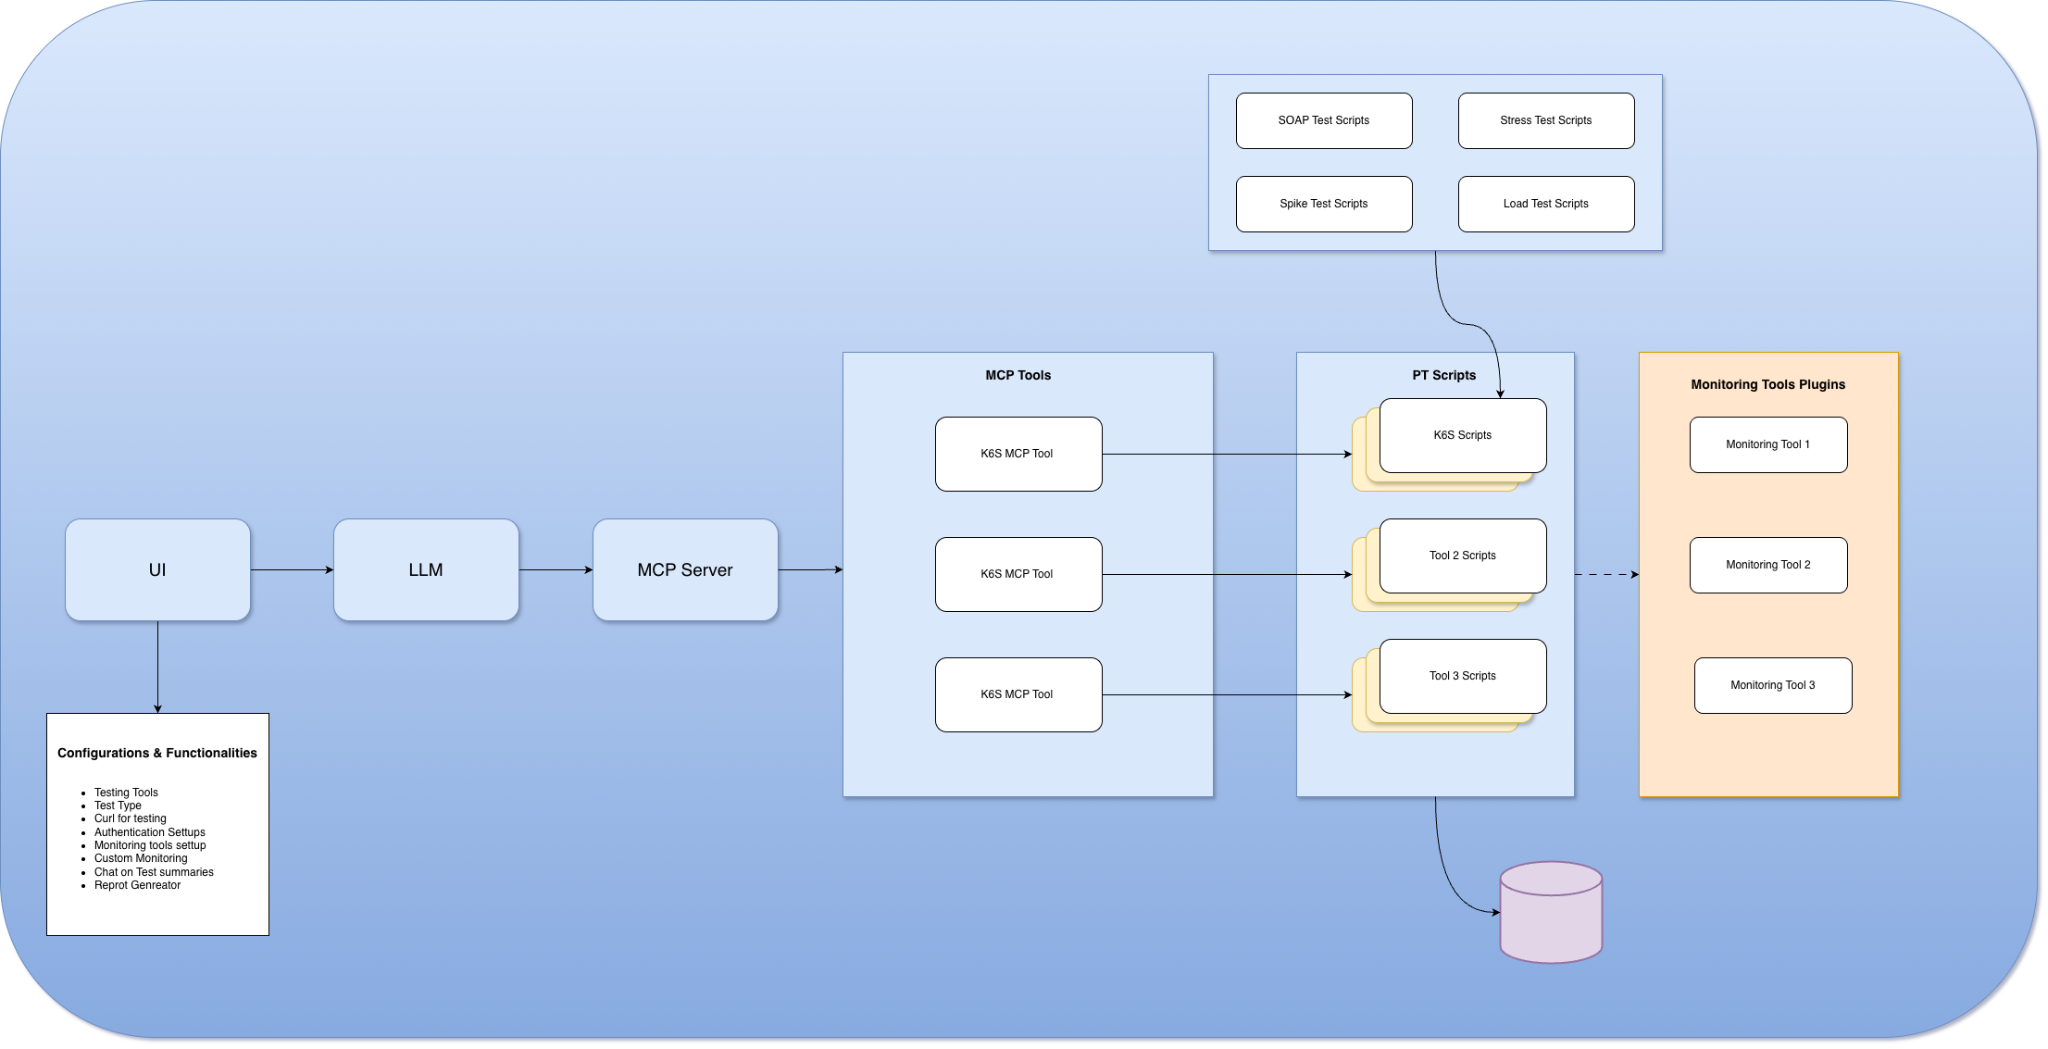 SOAP Test Scripts
Stress Test Scripts
Spike Test Scripts
Load Test Scripts
MCP Tools
K6S MCP Tool
K6S MCP Tool
K6S MCP Tool
PT Scripts
K6S Scripts
Tool 2 Scripts
Tool 3 Scripts
Monitoring Tools Plugins
Monitoring Tool 1
Monitoring Tool 2
Monitoring Tool 3
UI
LLM
MCP Server
Configurations & Functionalities
• Testing Tools
• Test Type
• Curl for testing
• Authentication Settups
• Monitoring tools settup
• Custom Monitoring
• Chat on Test summaries
• Reprot Genreator